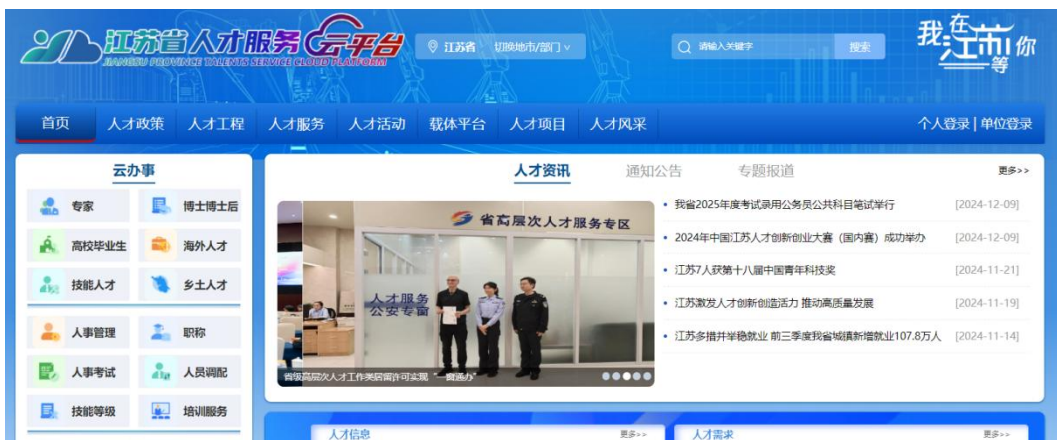 江苏省人才服务云平台
JIANGSU PROVINCE TALENTS SERVICE CLOUD PLATFORM
江苏省 切换地市/部门
请输入关键字 搜索
我在江苏等你
首页 人才政策 人才工程 人才服务 人才活动 载体平台 人才项目 人才风采 个人登录 | 单位登录
云办事
专家 博士博士后
高校毕业生 海外人才
技能人才 乡土人才
人事管理 职称
人事考试 人员调配
技能等级 培训服务
人才资讯 通知公告 专题报道 更多>>
省高层次人才服务专区
人才服务
公安专窗
省级高层次人才工作类居留许可实现“一窗通办”
我省2025年度考试录用公务员公共科目笔试举行 [2024-12-09]
2024年中国江苏人才创新创业大赛（国内赛）成功举办 [2024-12-09]
江苏7人获第十八届中国青年科技奖 [2024-11-21]
江苏激发人才创新创造活力 推动高质量发展 [2024-11-19]
江苏多措并举稳就业 前三季度我省城镇新增就业107.8万人 [2024-11-14]
人才信息 更多>>
人才需求 更多>>